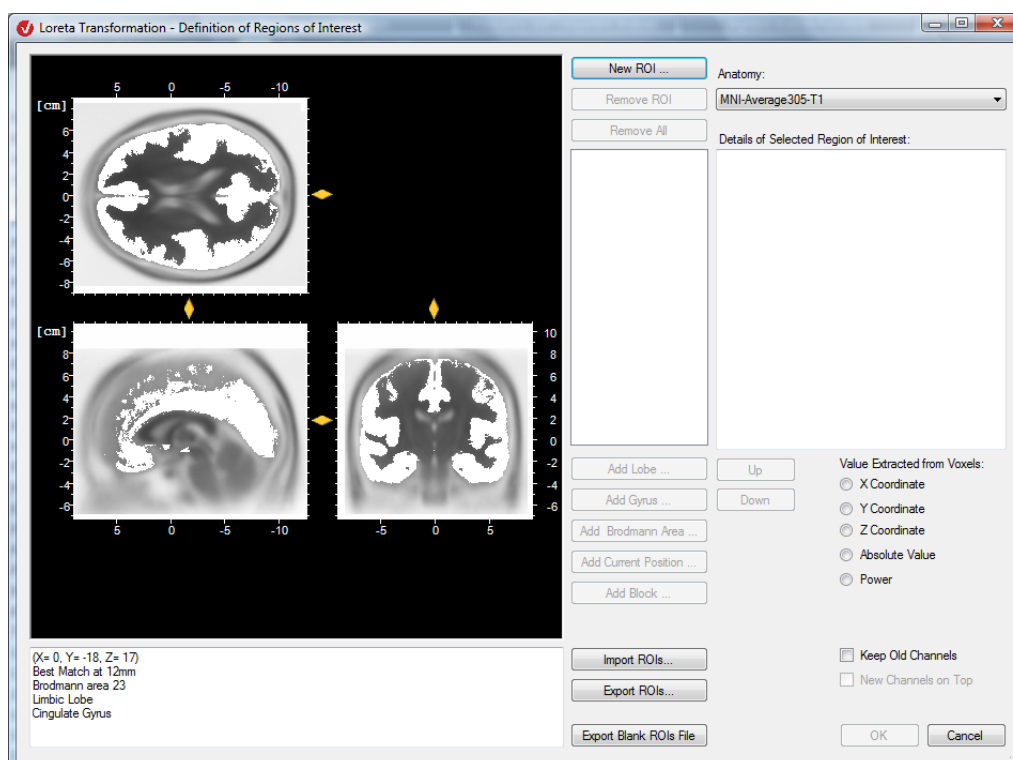 Loreta Transformation - Definition of Regions of Interest
5 0 -5 -10
[cm]
6
4
2
0
-2
-4
-6
-8
[cm]
8
6
4
2
0
-2
-4
-6
5 0 -5 -10
10
8
6
4
2
0
-2
-4
-6
-5 0 5
New ROI ...
Remove ROI
Remove All
Anatomy:
MNI-Average305-T1
Details of Selected Region of Interest:
Add Lobe ...
Add Gyrus ...
Add Brodmann Area ...
Add Current Position ...
Add Block ...
Up
Down
Value Extracted from Voxels:
X Coordinate
Y Coordinate
Z Coordinate
Absolute Value
Power
(X= 0, Y= -18, Z= 17)
Best Match at 12mm
Brodmann area 23
Limbic Lobe
Cingulate Gyrus
Import ROIs...
Export ROIs...
Export Blank ROIs File
Keep Old Channels
New Channels on Top
OK
Cancel